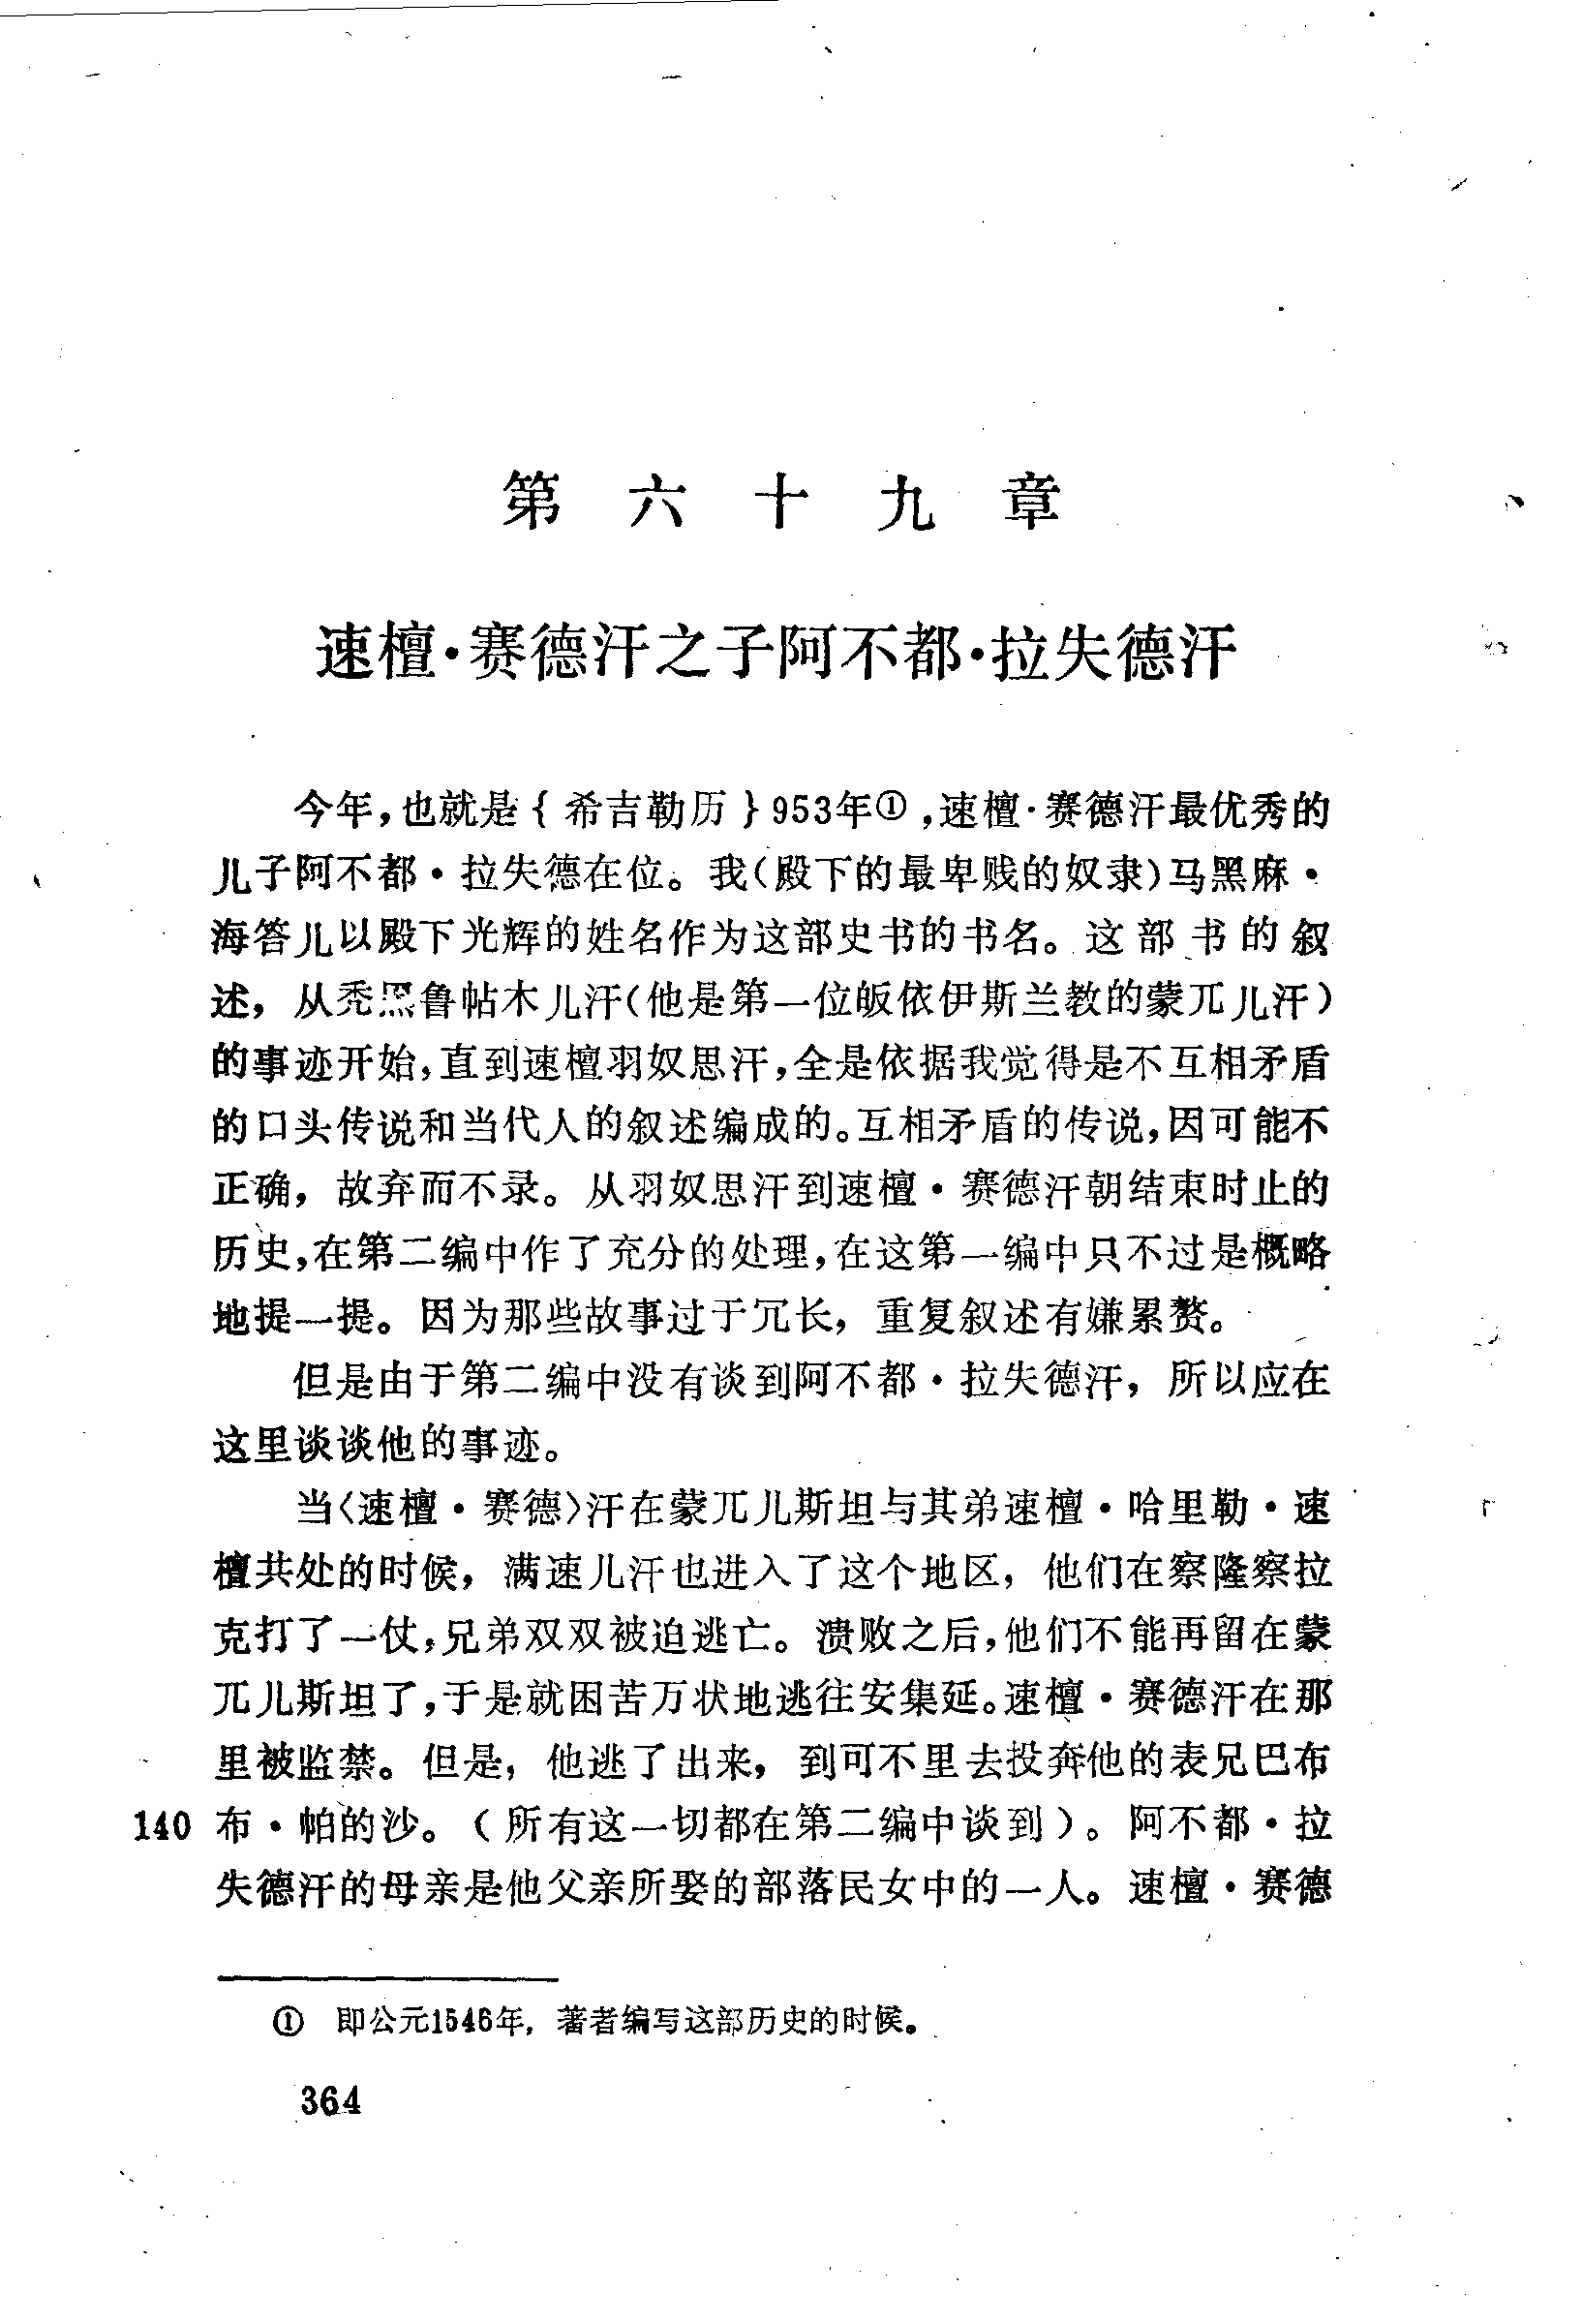 第六十九章
速檀·赛德汗之子阿不都·拉失德汗
今年，也就是｛希吉勒历｝953年①，速檀·赛德汗最优秀的
儿子阿不都·拉失德在位。我（殿下的最卑贱的奴隶）马黑麻·
海答儿以殿下光辉的姓名作为这部史书的书名。这部书的叙
述，从秃黑鲁帖木儿汗（他是第一位皈依伊斯兰教的蒙兀儿汗）
的事迹开始，直到速檀羽奴思汗，全是依据我觉得是不互相矛盾
的口头传说和当代人的叙述编成的。互相矛盾的传说，因可能不
正确，故弃而不录。从羽奴思汗到速檀·赛德汗朝结束时止的
历史，在第二编中作了充分的处理，在这第一编中只不过是概略
地提一提。因为那些故事过于冗长，重复叙述有嫌累赘。
但是由于第二编中没有谈到阿不都·拉失德汗，所以应在
这里谈谈他的事迹。
当〈速檀·赛德〉汗在蒙兀儿斯坦与其弟速檀·哈里勒·速
檀共处的时候，满速儿汗也进入了这个地区，他们在察隆察拉
克打了一仗，兄弟双双被迫逃亡。溃败之后，他们不能再留在蒙
兀儿斯坦了，于是就困苦万状地逃往安集延。速檀·赛德汗在那
里被监禁。但是，他逃了出来，到可不里去投奔他的表兄巴布
140 布·帕的沙。（所有这一切都在第二编中谈到）。阿不都·拉
失德汗的母亲是他父亲所娶的部落民女中的一人。速檀·赛德
① 即公元1546年，著者编写这部历史的时候。
364